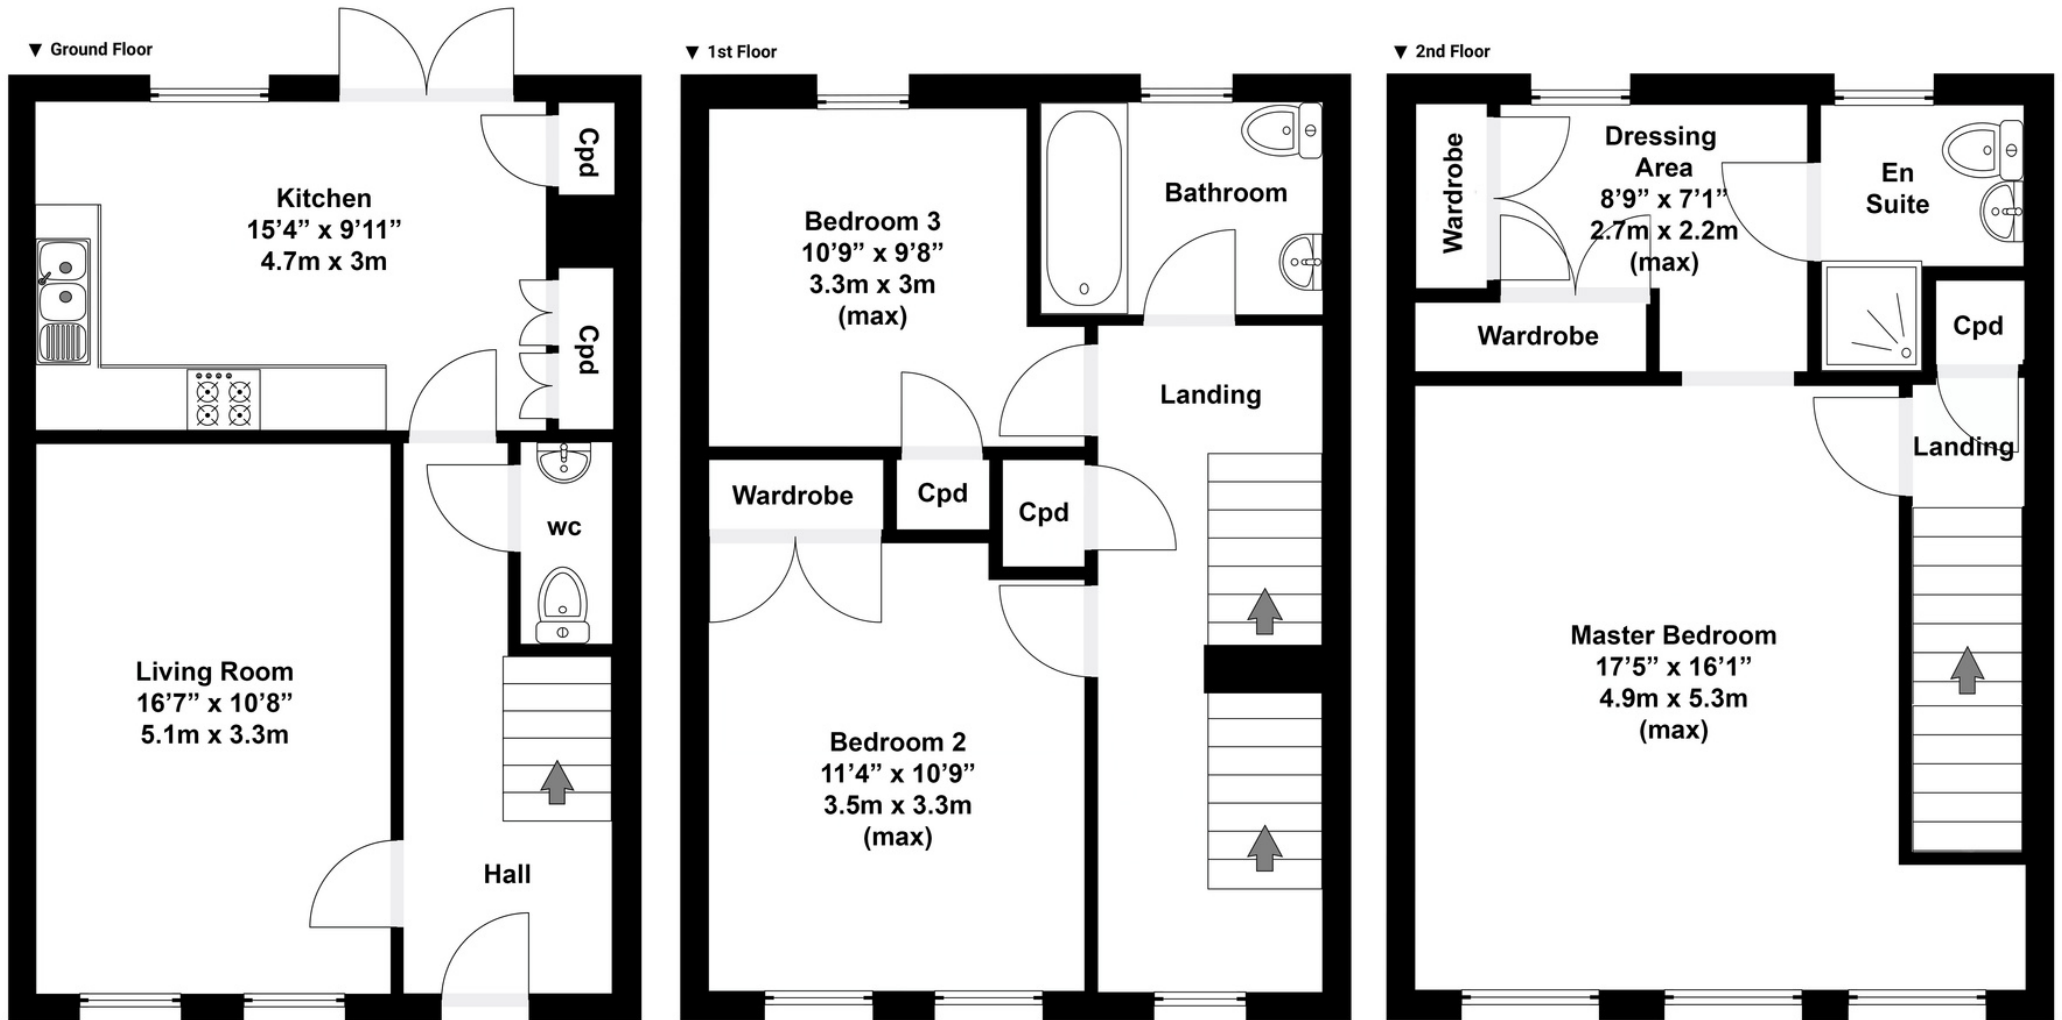 ▼ Ground Floor
Kitchen
15’4” x 9’11”
4.7m x 3m
Cpd
Cpd
wc
Living Room
16’7” x 10’8”
5.1m x 3.3m
Hall
▼ 1st Floor
Bedroom 3
10’9” x 9’8”
3.3m x 3m
(max)
Bathroom
Landing
Wardrobe
Cpd
Cpd
Bedroom 2
11’4” x 10’9”
3.5m x 3.3m
(max)
▼ 2nd Floor
Wardrobe
Dressing
Area
8’9” x 7’1”
2.7m x 2.2m
(max)
En
Suite
Wardrobe
Cpd
Landing
Master Bedroom
17’5” x 16’1”
4.9m x 5.3m
(max)